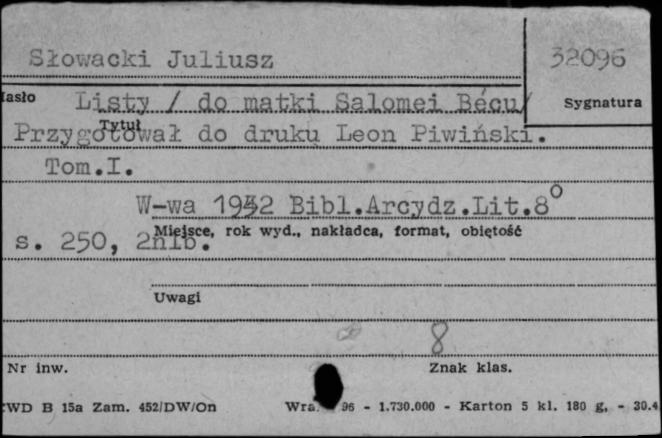 Słowacki Juliusz 32096
Hasło Listy / do matki Salomei Bécu/ Sygnatura
Tytuł
Przygotował do druku Leon Piwiński.
Tom.I.
W-wa 1932 Bibl.Arcydz.Lit.8°
Miejsce, rok wyd., nakładca, format, objętość
s. 250, 2nlb.
Uwagi
8
Nr inw. Znak klas.
ZWD B 15a Zam. 452/DW/On 96 - 1.730.000 - Karton 5 kl. 180 g, - 30.4